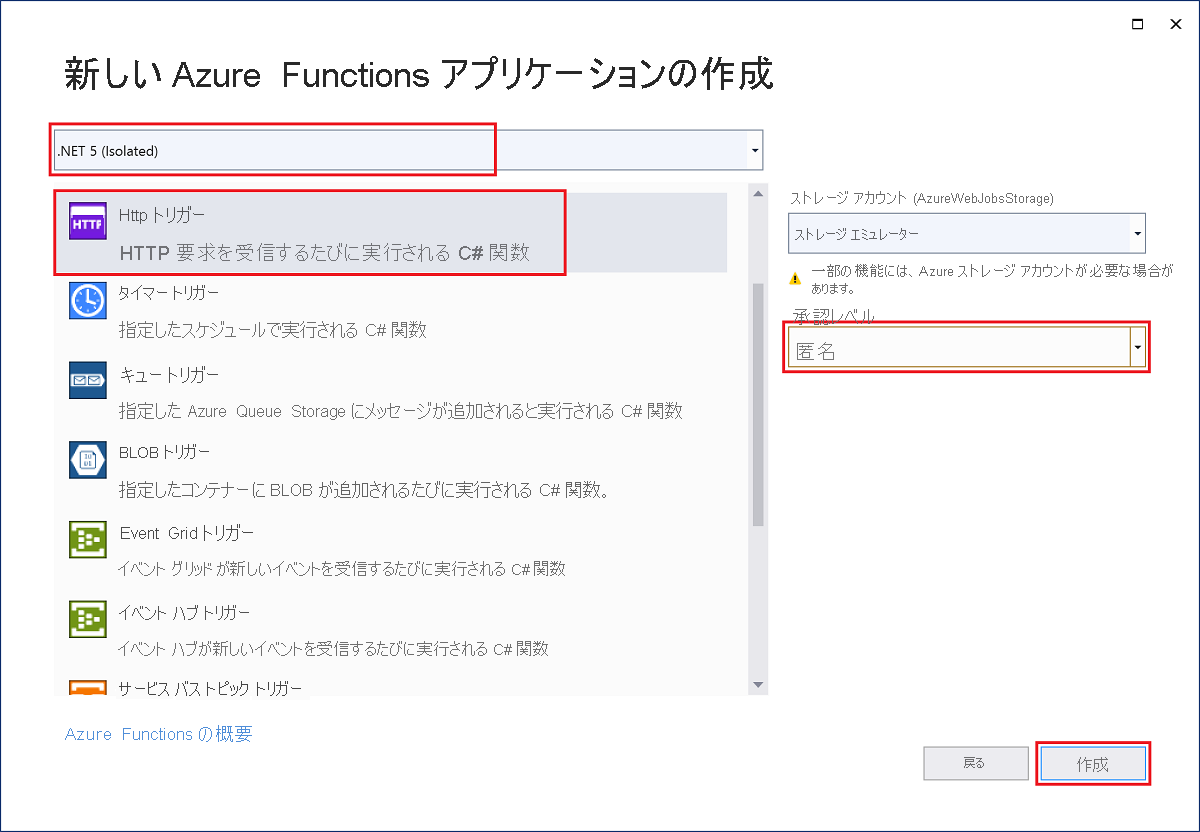 新しい Azure Functions アプリケーションの作成
.NET 5 (Isolated)
HTTP
Http トリガー
HTTP 要求を受信するたびに実行される C# 関数
タイマー トリガー
指定したスケジュールで実行される C# 関数
キュー トリガー
指定した Azure Queue Storage にメッセージが追加されると実行される C# 関数
BLOB トリガー
指定したコンテナーに BLOB が追加されるたびに実行される C# 関数。
Event Grid トリガー
イベント グリッド が新しいイベントを受信するたびに実行される C# 関数
イベント ハブ トリガー
イベント ハブが新しいイベントを受信するたびに実行される C# 関数
サービス バス トピック トリガー
ストレージ アカウント (AzureWebJobsStorage)
ストレージ エミュレーター
一部の機能には、Azure ストレージ アカウントが必要な場合が
あります。
承認レベル
匿名
Azure Functions の概要
戻る
作成